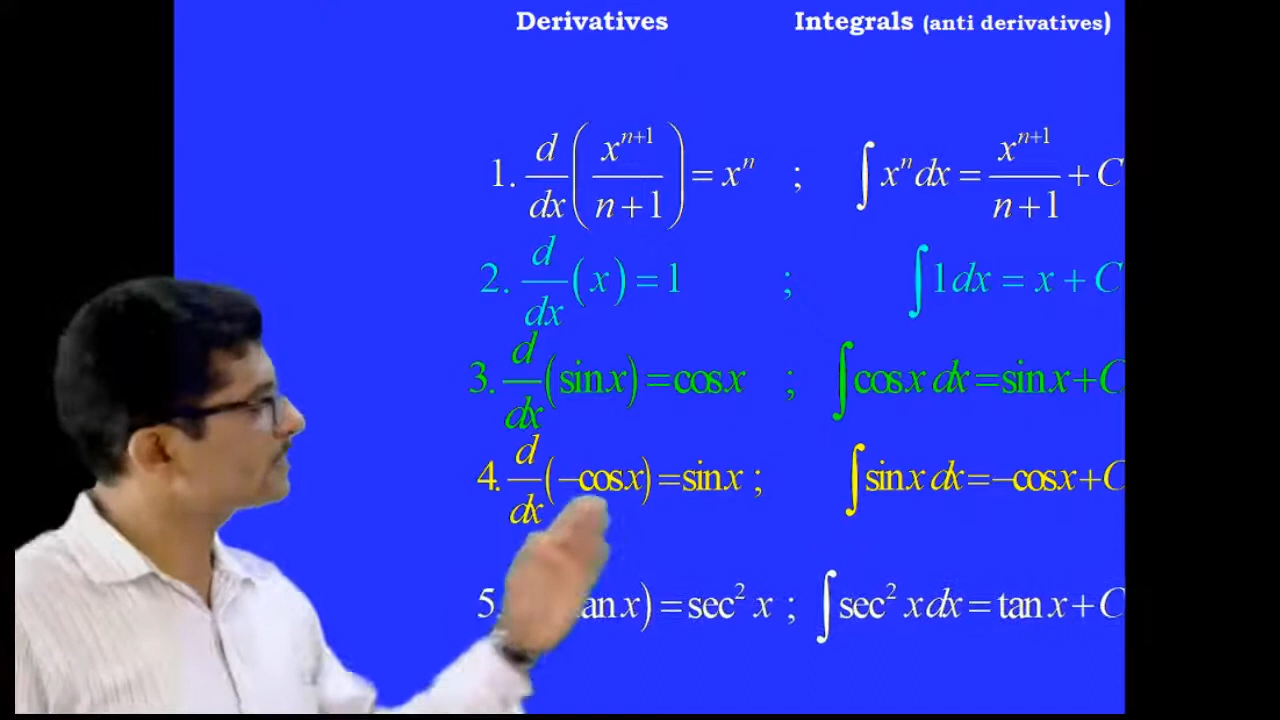 Derivatives Integrals (anti derivatives)
1. d/dx (x^(n+1)/(n+1)) = x^n ; ∫ x^n dx = x^(n+1)/(n+1) + C
2. d/dx (x) = 1 ; ∫ 1 dx = x + C
3. d/dx (sin x) = cos x ; ∫ cos x dx = sin x + C
4. d/dx (−cos x) = sin x ; ∫ sin x dx = −cos x + C
5. an x) = sec² x ; ∫ sec² x dx = tan x + C